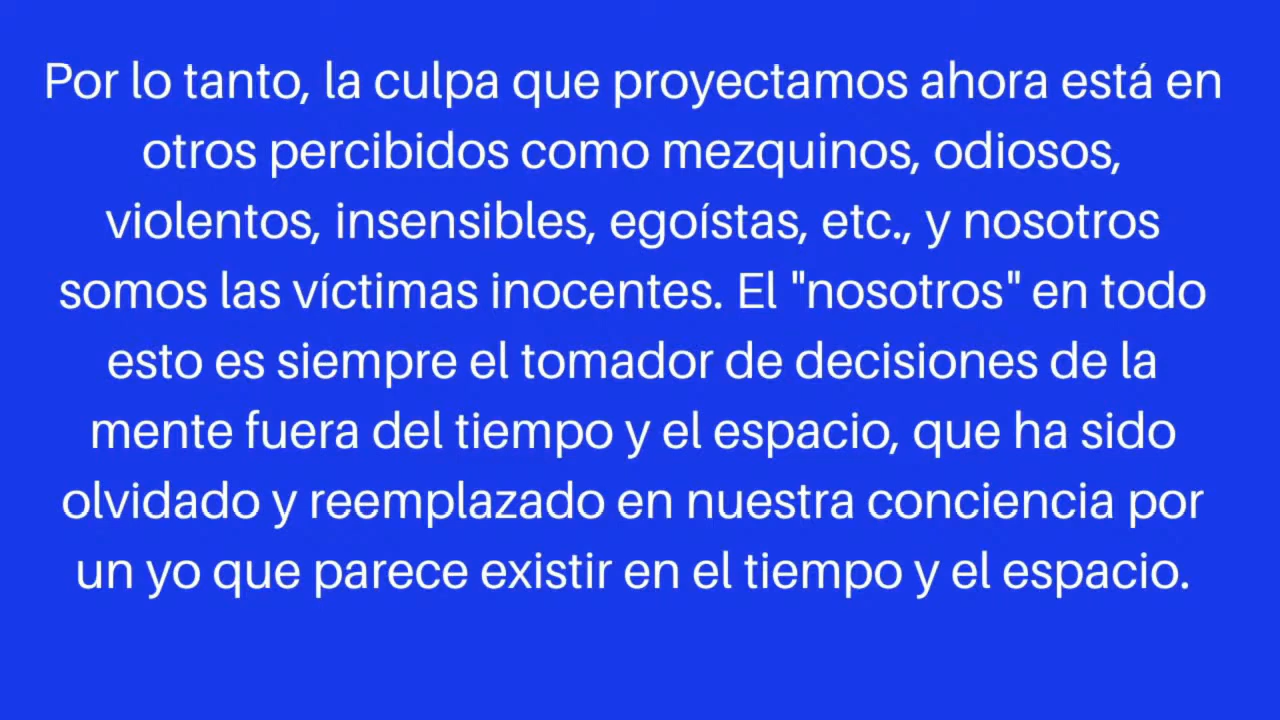 Por lo tanto, la culpa que proyectamos ahora está en
otros percibidos como mezquinos, odiosos,
violentos, insensibles, egoístas, etc., y nosotros
somos las víctimas inocentes. El "nosotros" en todo
esto es siempre el tomador de decisiones de la
mente fuera del tiempo y el espacio, que ha sido
olvidado y reemplazado en nuestra conciencia por
un yo que parece existir en el tiempo y el espacio.